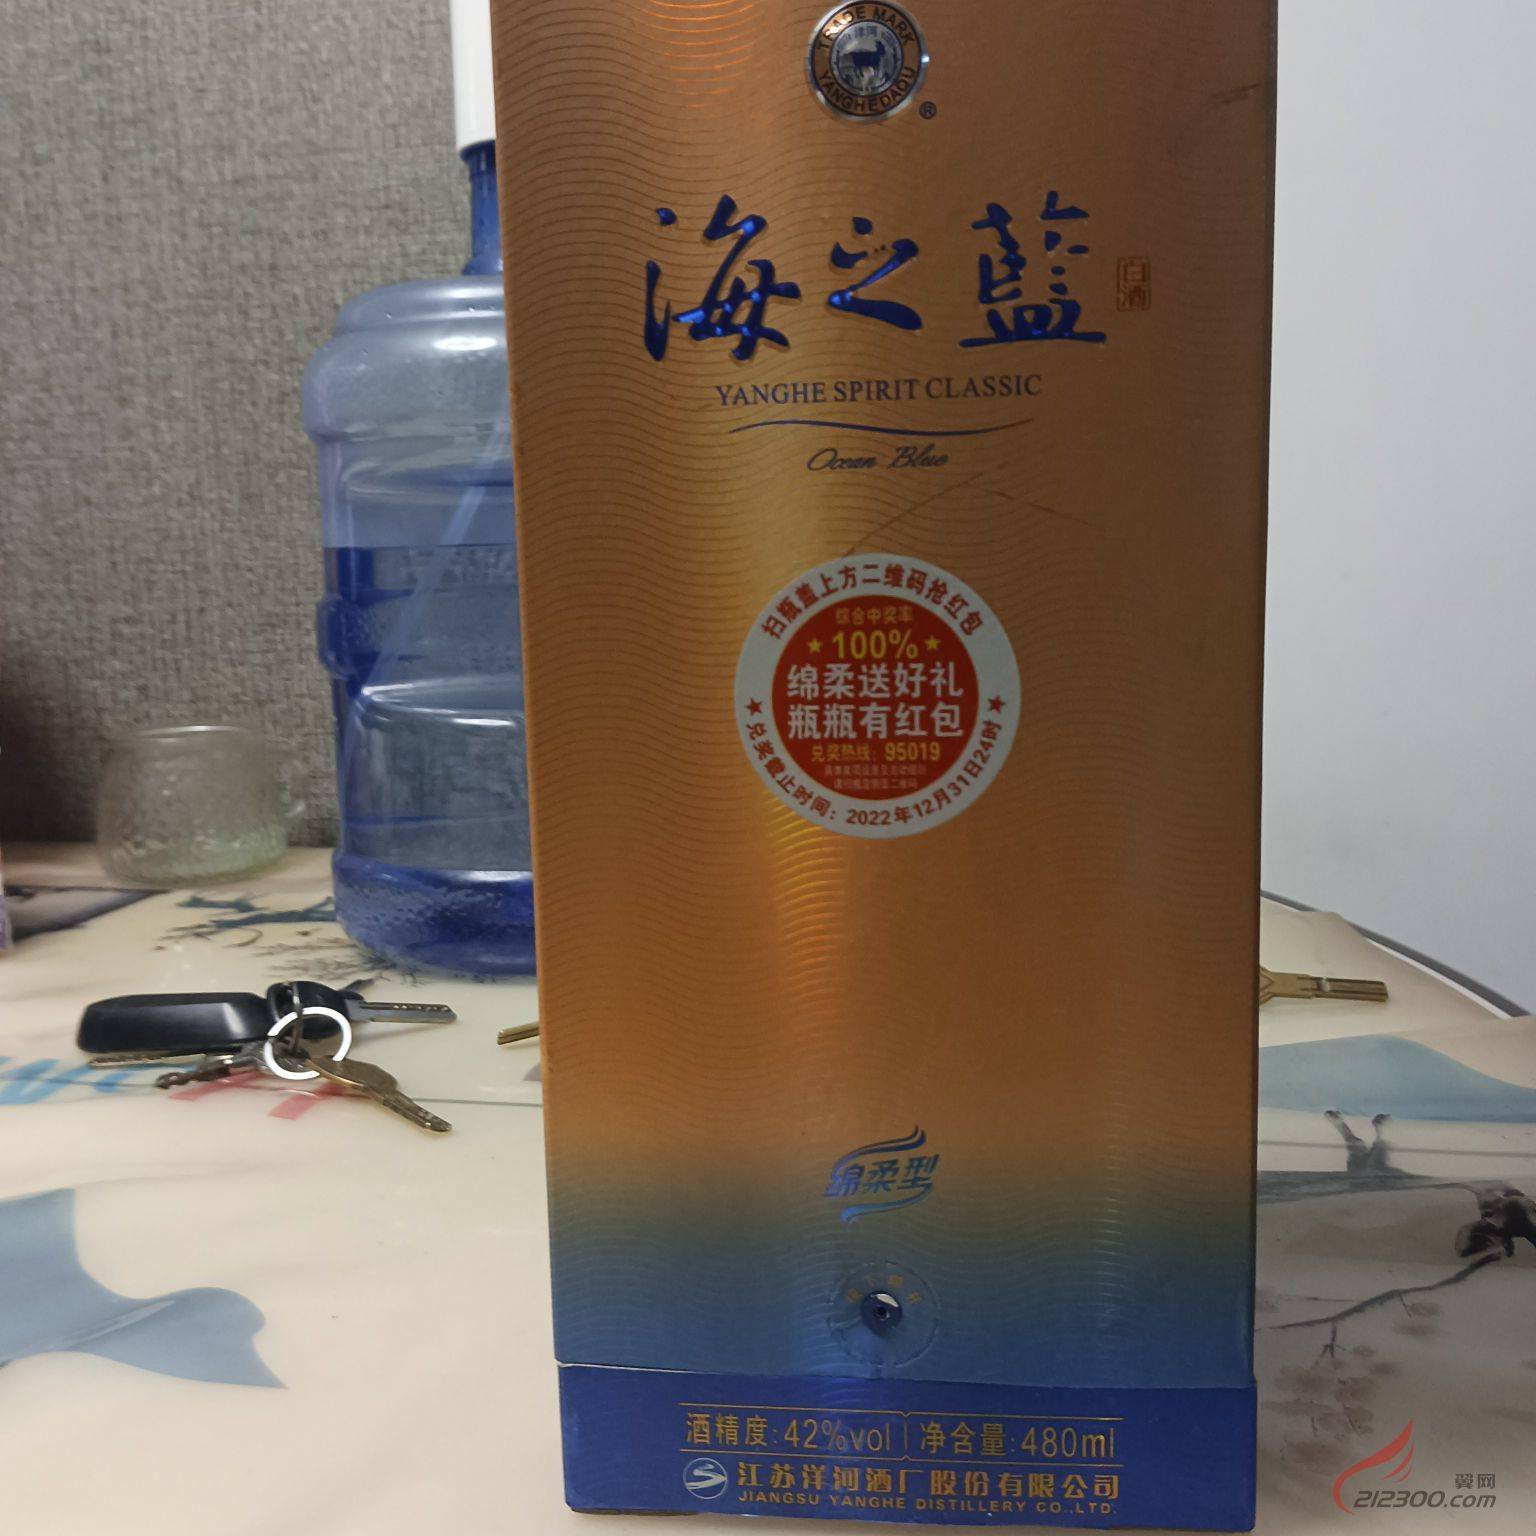 TRADE MARK
YANGHEDAQU
®
海之藍
白酒
YANGHE SPIRIT CLASSIC
Ocean Blue
扫瓶盖上方二维码抢红包
综合中奖率
★100%★
绵柔送好礼
瓶瓶有红包
兑奖热线：95019
★兑奖截止时间：2022年12月31日24时★
绵柔型
酒精度:42%vol | 净含量:480ml
江苏洋河酒厂股份有限公司
JIANGSU YANGHE DISTILLERY CO.,LTD.
翼网
212300.com